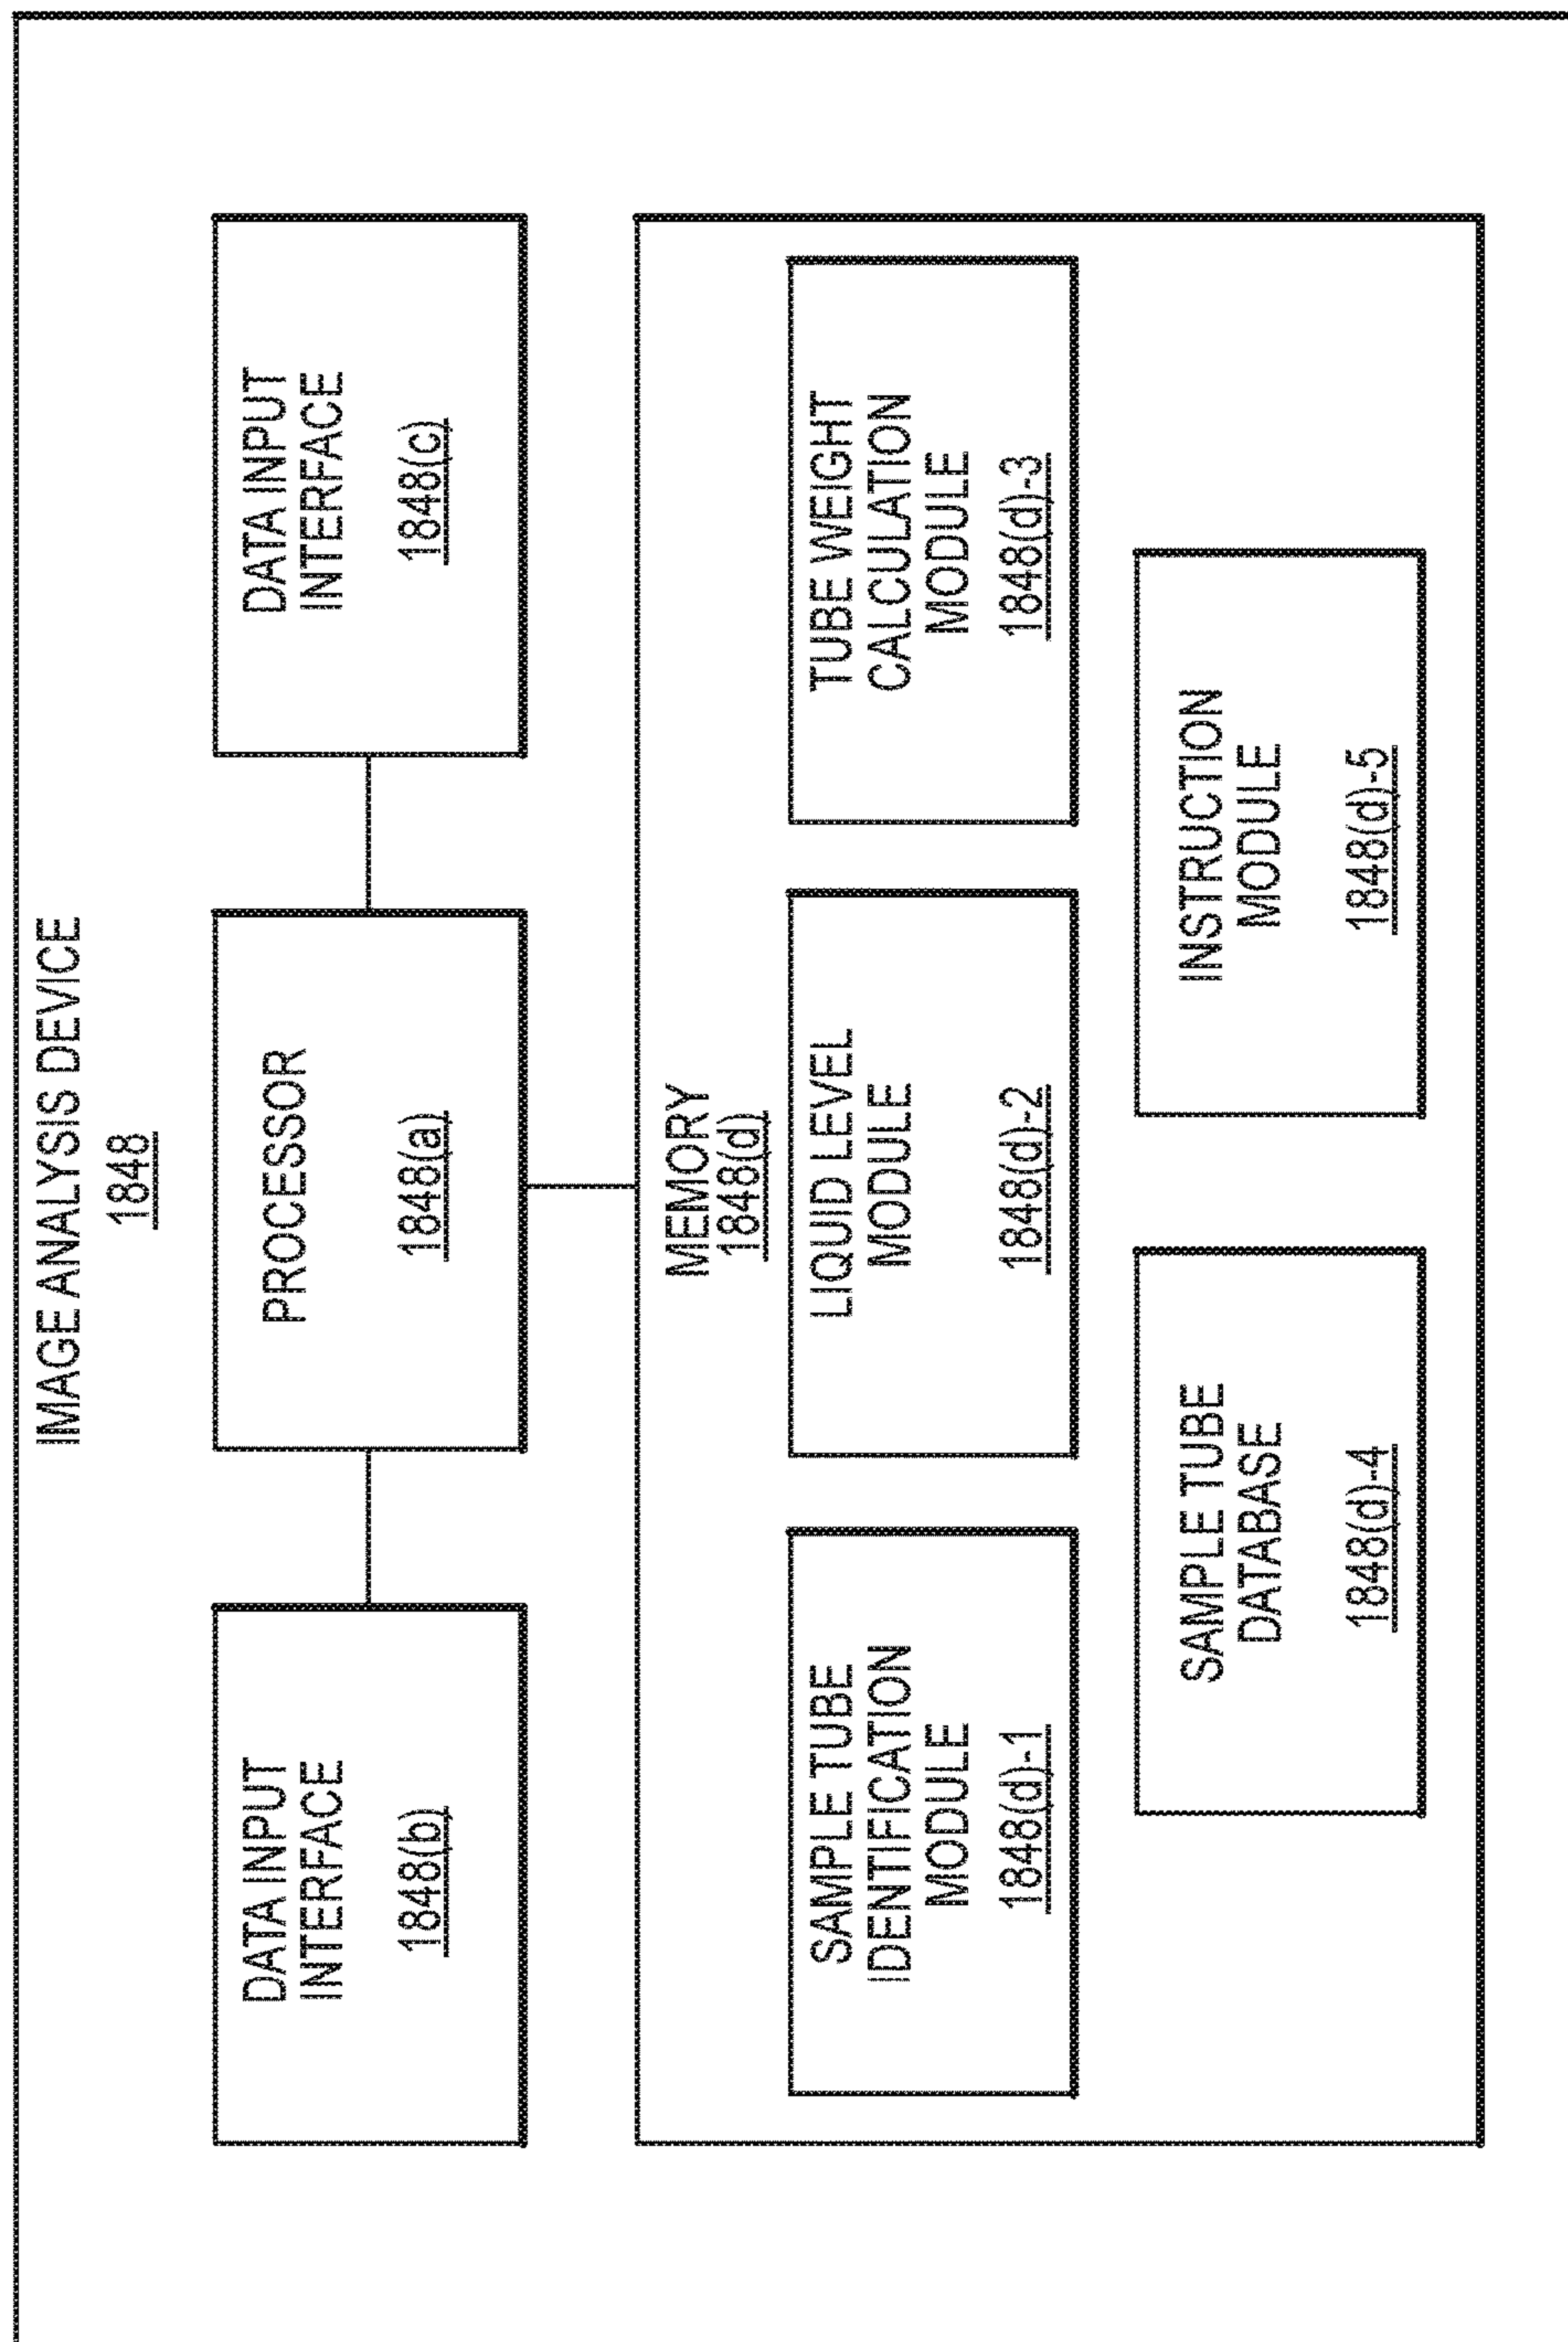 IMAGE ANALYSIS DEVICE
1848
DATA INPUT
INTERFACE
1848(b)
PROCESSOR
1848(a)
DATA INPUT
INTERFACE
1848(c)
MEMORY
1848(d)
SAMPLE TUBE
IDENTIFICATION
MODULE
1848(d)-1
LIQUID LEVEL
MODULE
1848(d)-2
TUBE WEIGHT
CALCULATION
MODULE
1848(d)-3
SAMPLE TUBE
DATABASE
1848(d)-4
INSTRUCTION
MODULE
1848(d)-5